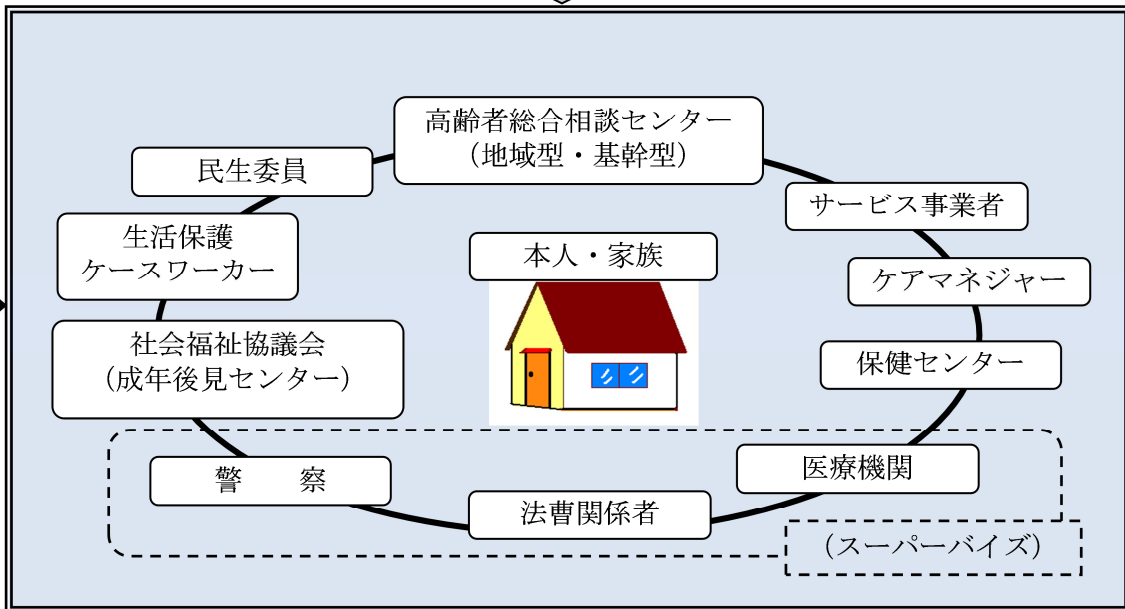 高齢者総合相談センター
（地域型・基幹型）
民生委員
サービス事業者
生活保護
ケースワーカー
本人・家族
ケアマネジャー
社会福祉協議会
（成年後見センター）
保健センター
医療機関
警　　察
法曹関係者
（スーパーバイズ）